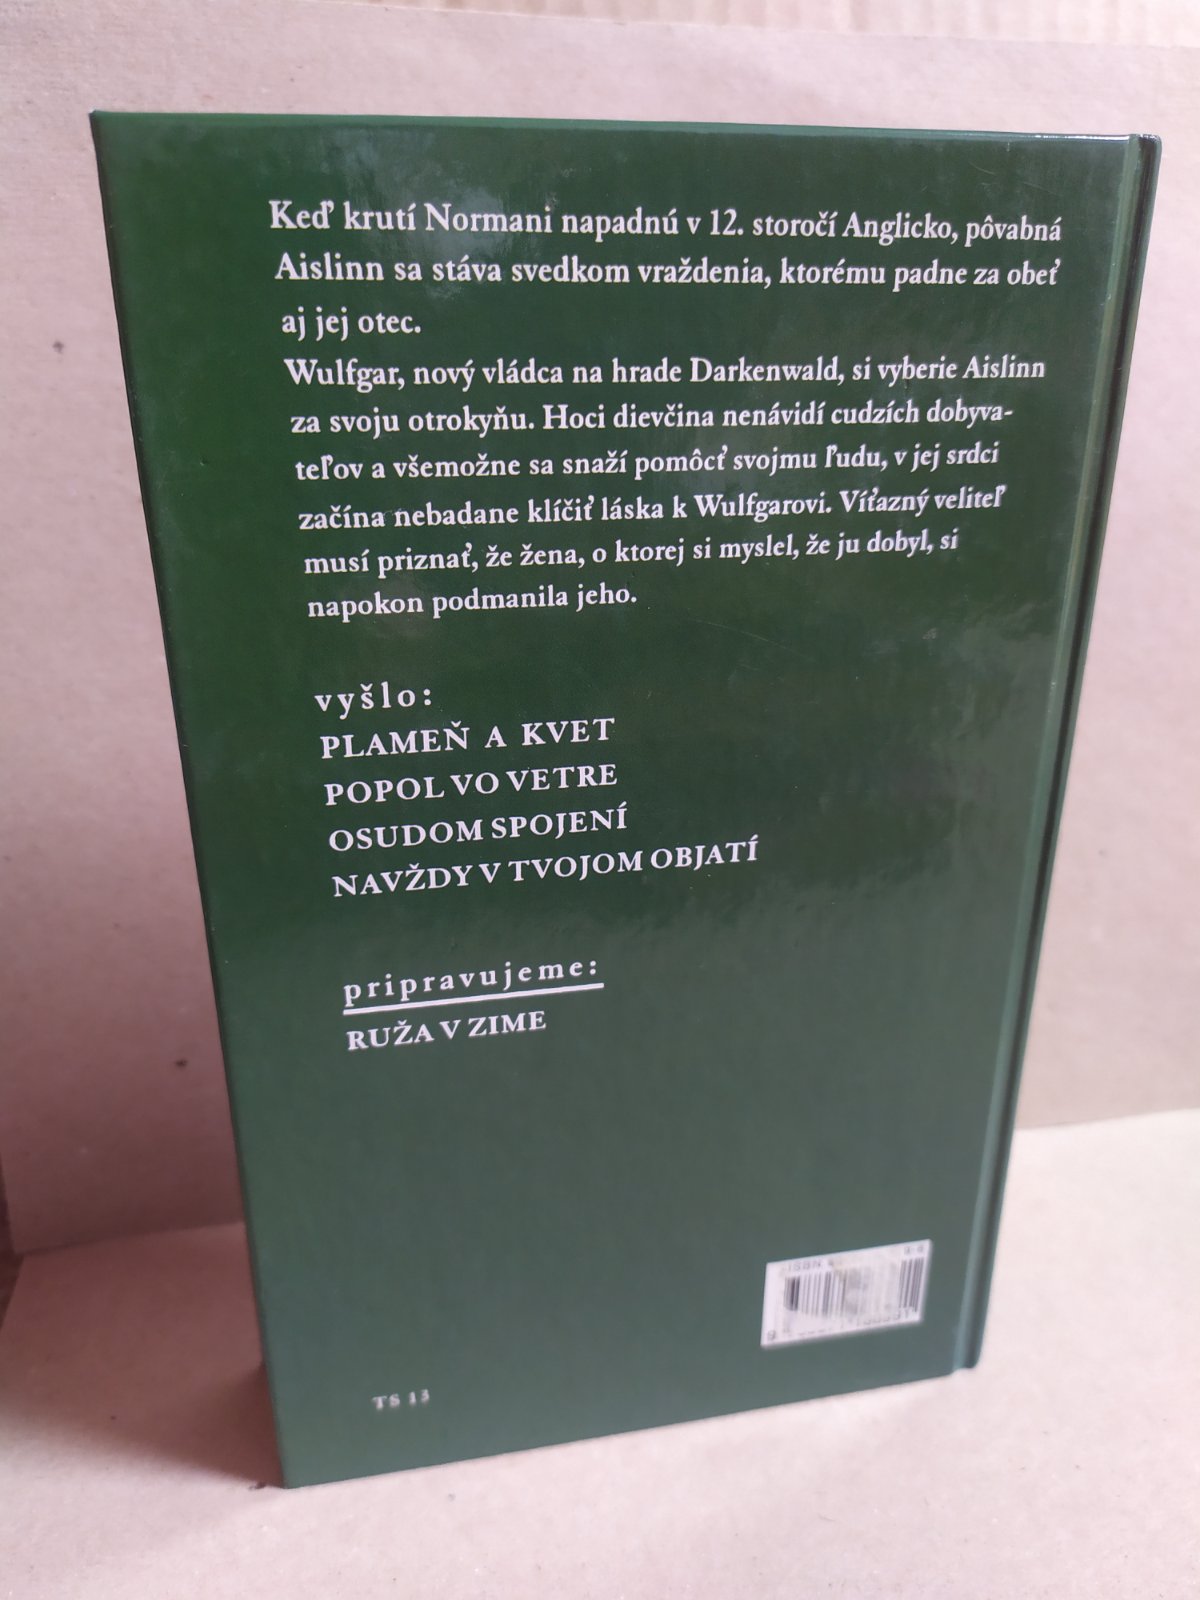 Keď krutí Normani napadnú v 12. storočí Anglicko, pôvabná
Aislinn sa stáva svedkom vraždenia, ktorému padne za obeť
aj jej otec.
Wulfgar, nový vládca na hrade Darkenwald, si vyberie Aislinn
za svoju otrokyňu. Hoci dievčina nenávidí cudzích dobyva-
teľov a všemožne sa snaží pomôcť svojmu ľudu, v jej srdci
začína nebadane klíčiť láska k Wulfgarovi. Víťazný veliteľ
musí priznať, že žena, o ktorej si myslel, že ju dobyl, si
napokon podmanila jeho.
vyšlo:
PLAMEŇ A KVET
POPOL VO VETRE
OSUDOM SPOJENÍ
NAVŽDY V TVOJOM OBJATÍ
pripravujeme:
RUŽA V ZIME
ISBN
TS 13